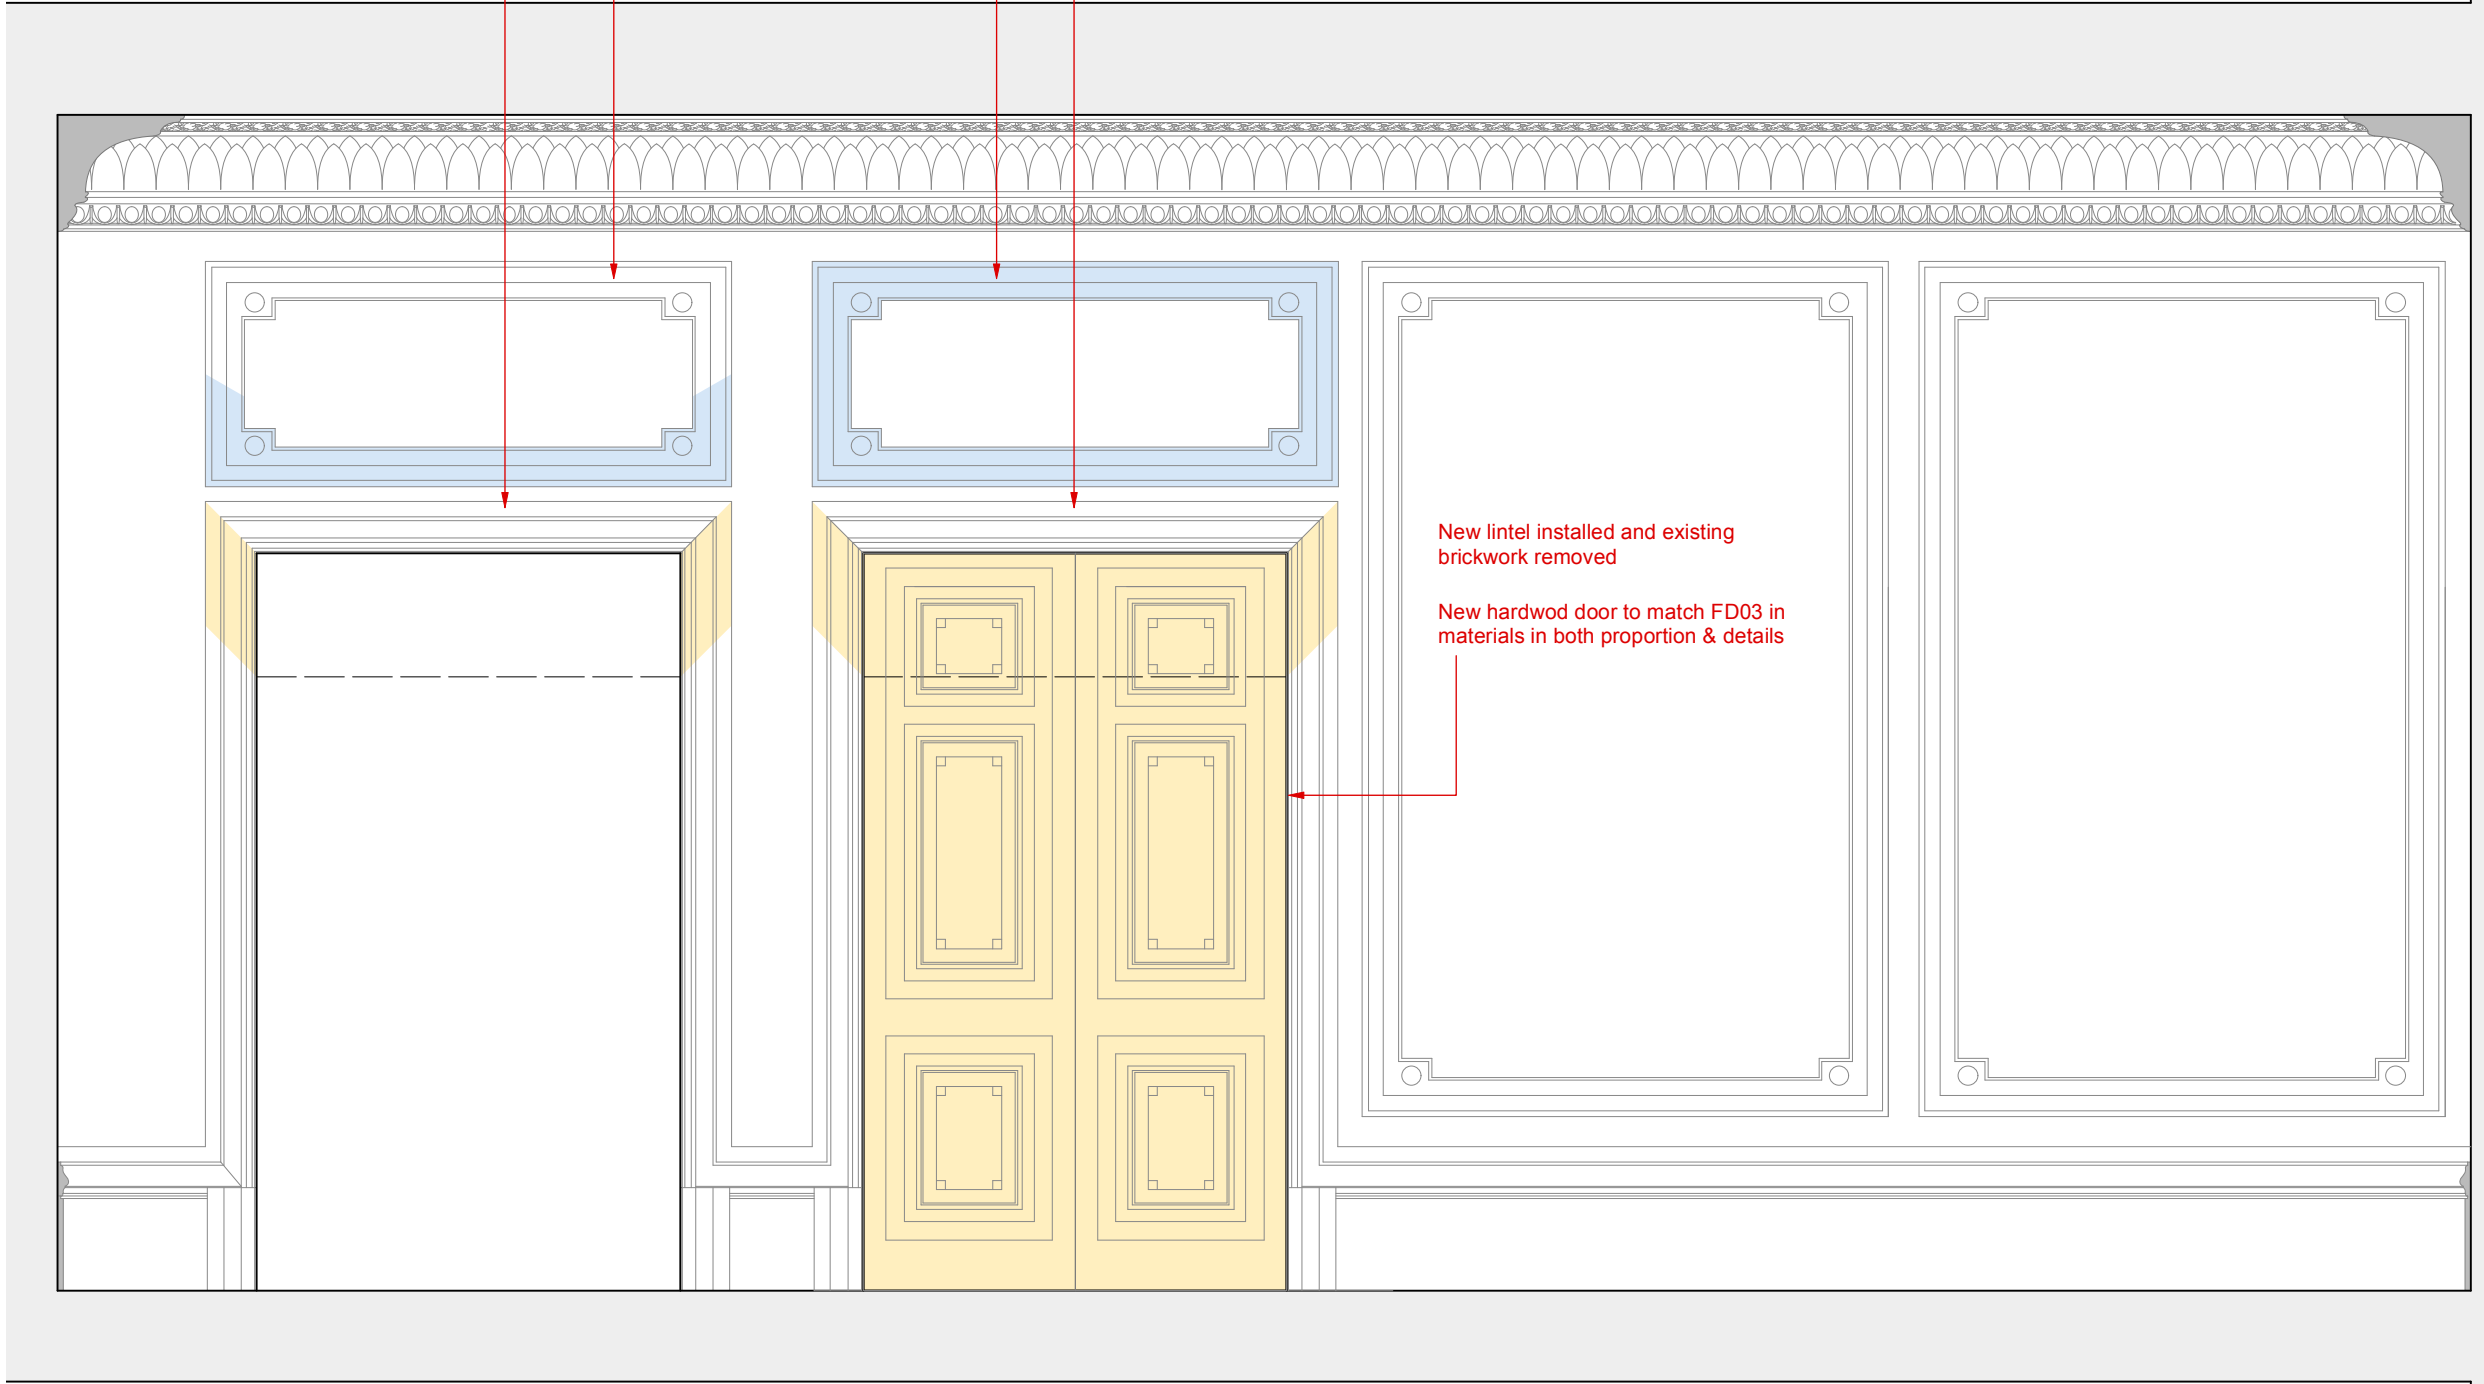 New lintel installed and existing
brickwork removed
New hardwod door to match FD03 in
materials in both proportion & details